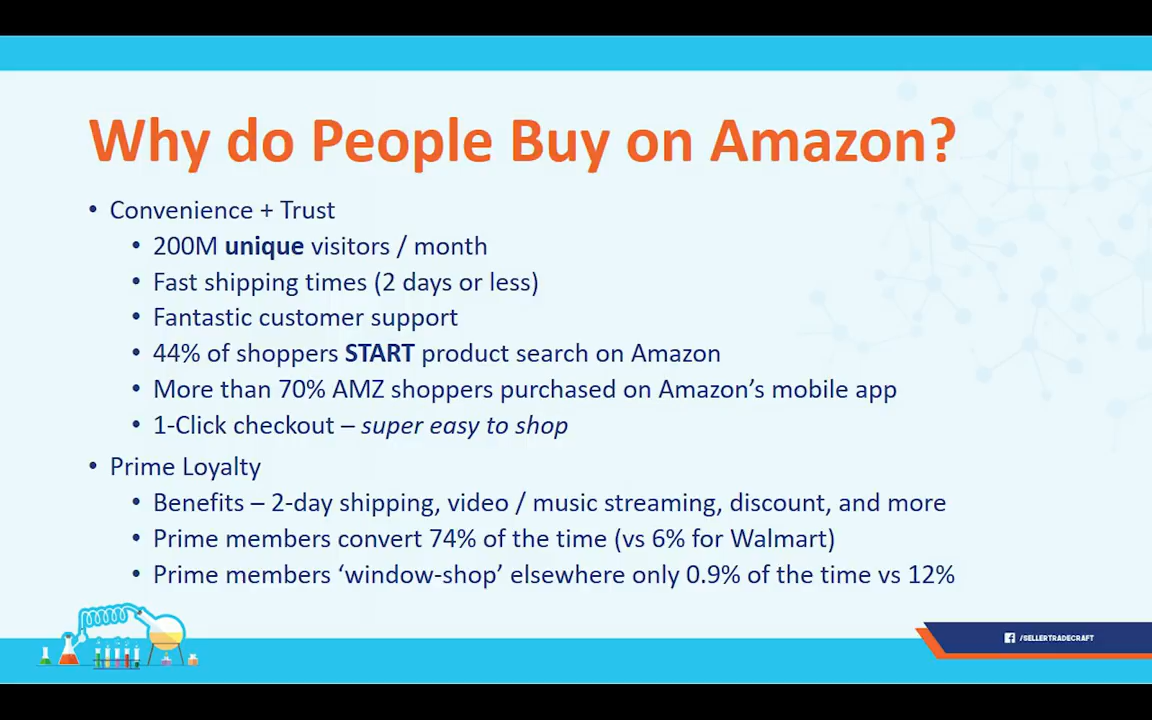 Why do People Buy on Amazon?
• Convenience + Trust
• 200M unique visitors / month
• Fast shipping times (2 days or less)
• Fantastic customer support
• 44% of shoppers START product search on Amazon
• More than 70% AMZ shoppers purchased on Amazon’s mobile app
• 1-Click checkout – super easy to shop
• Prime Loyalty
• Benefits – 2-day shipping, video / music streaming, discount, and more
• Prime members convert 74% of the time (vs 6% for Walmart)
• Prime members ‘window-shop’ elsewhere only 0.9% of the time vs 12%
/SELLERTRADECRAFT